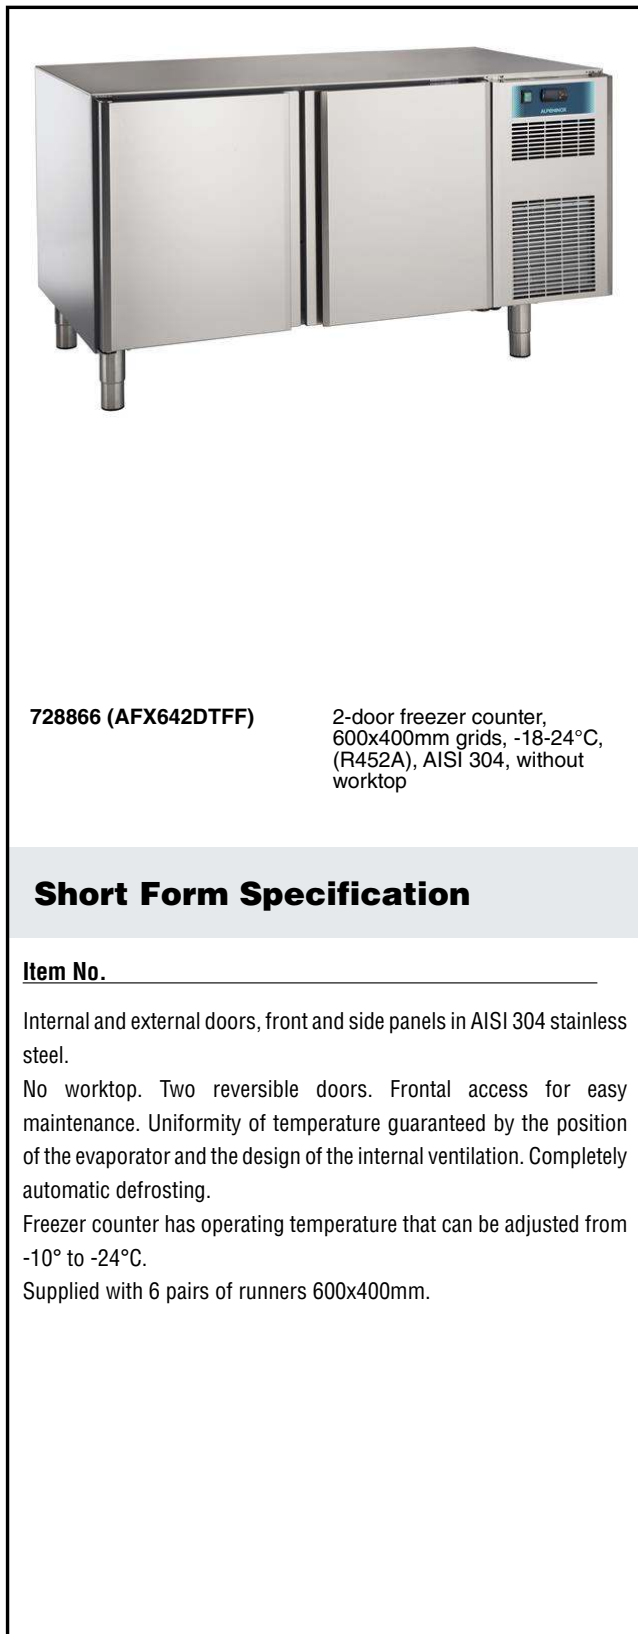 ALPENINOX
728866 (AFX642DTFF)
2-door freezer counter,
600x400mm grids, -18-24°C,
(R452A), AISI 304, without
worktop
Short Form Specification
Item No.
Internal and external doors, front and side panels in AISI 304 stainless
steel.
No worktop. Two reversible doors. Frontal access for easy
maintenance. Uniformity of temperature guaranteed by the position
of the evaporator and the design of the internal ventilation. Completely
automatic defrosting.
Freezer counter has operating temperature that can be adjusted from
-10° to -24°C.
Supplied with 6 pairs of runners 600x400mm.